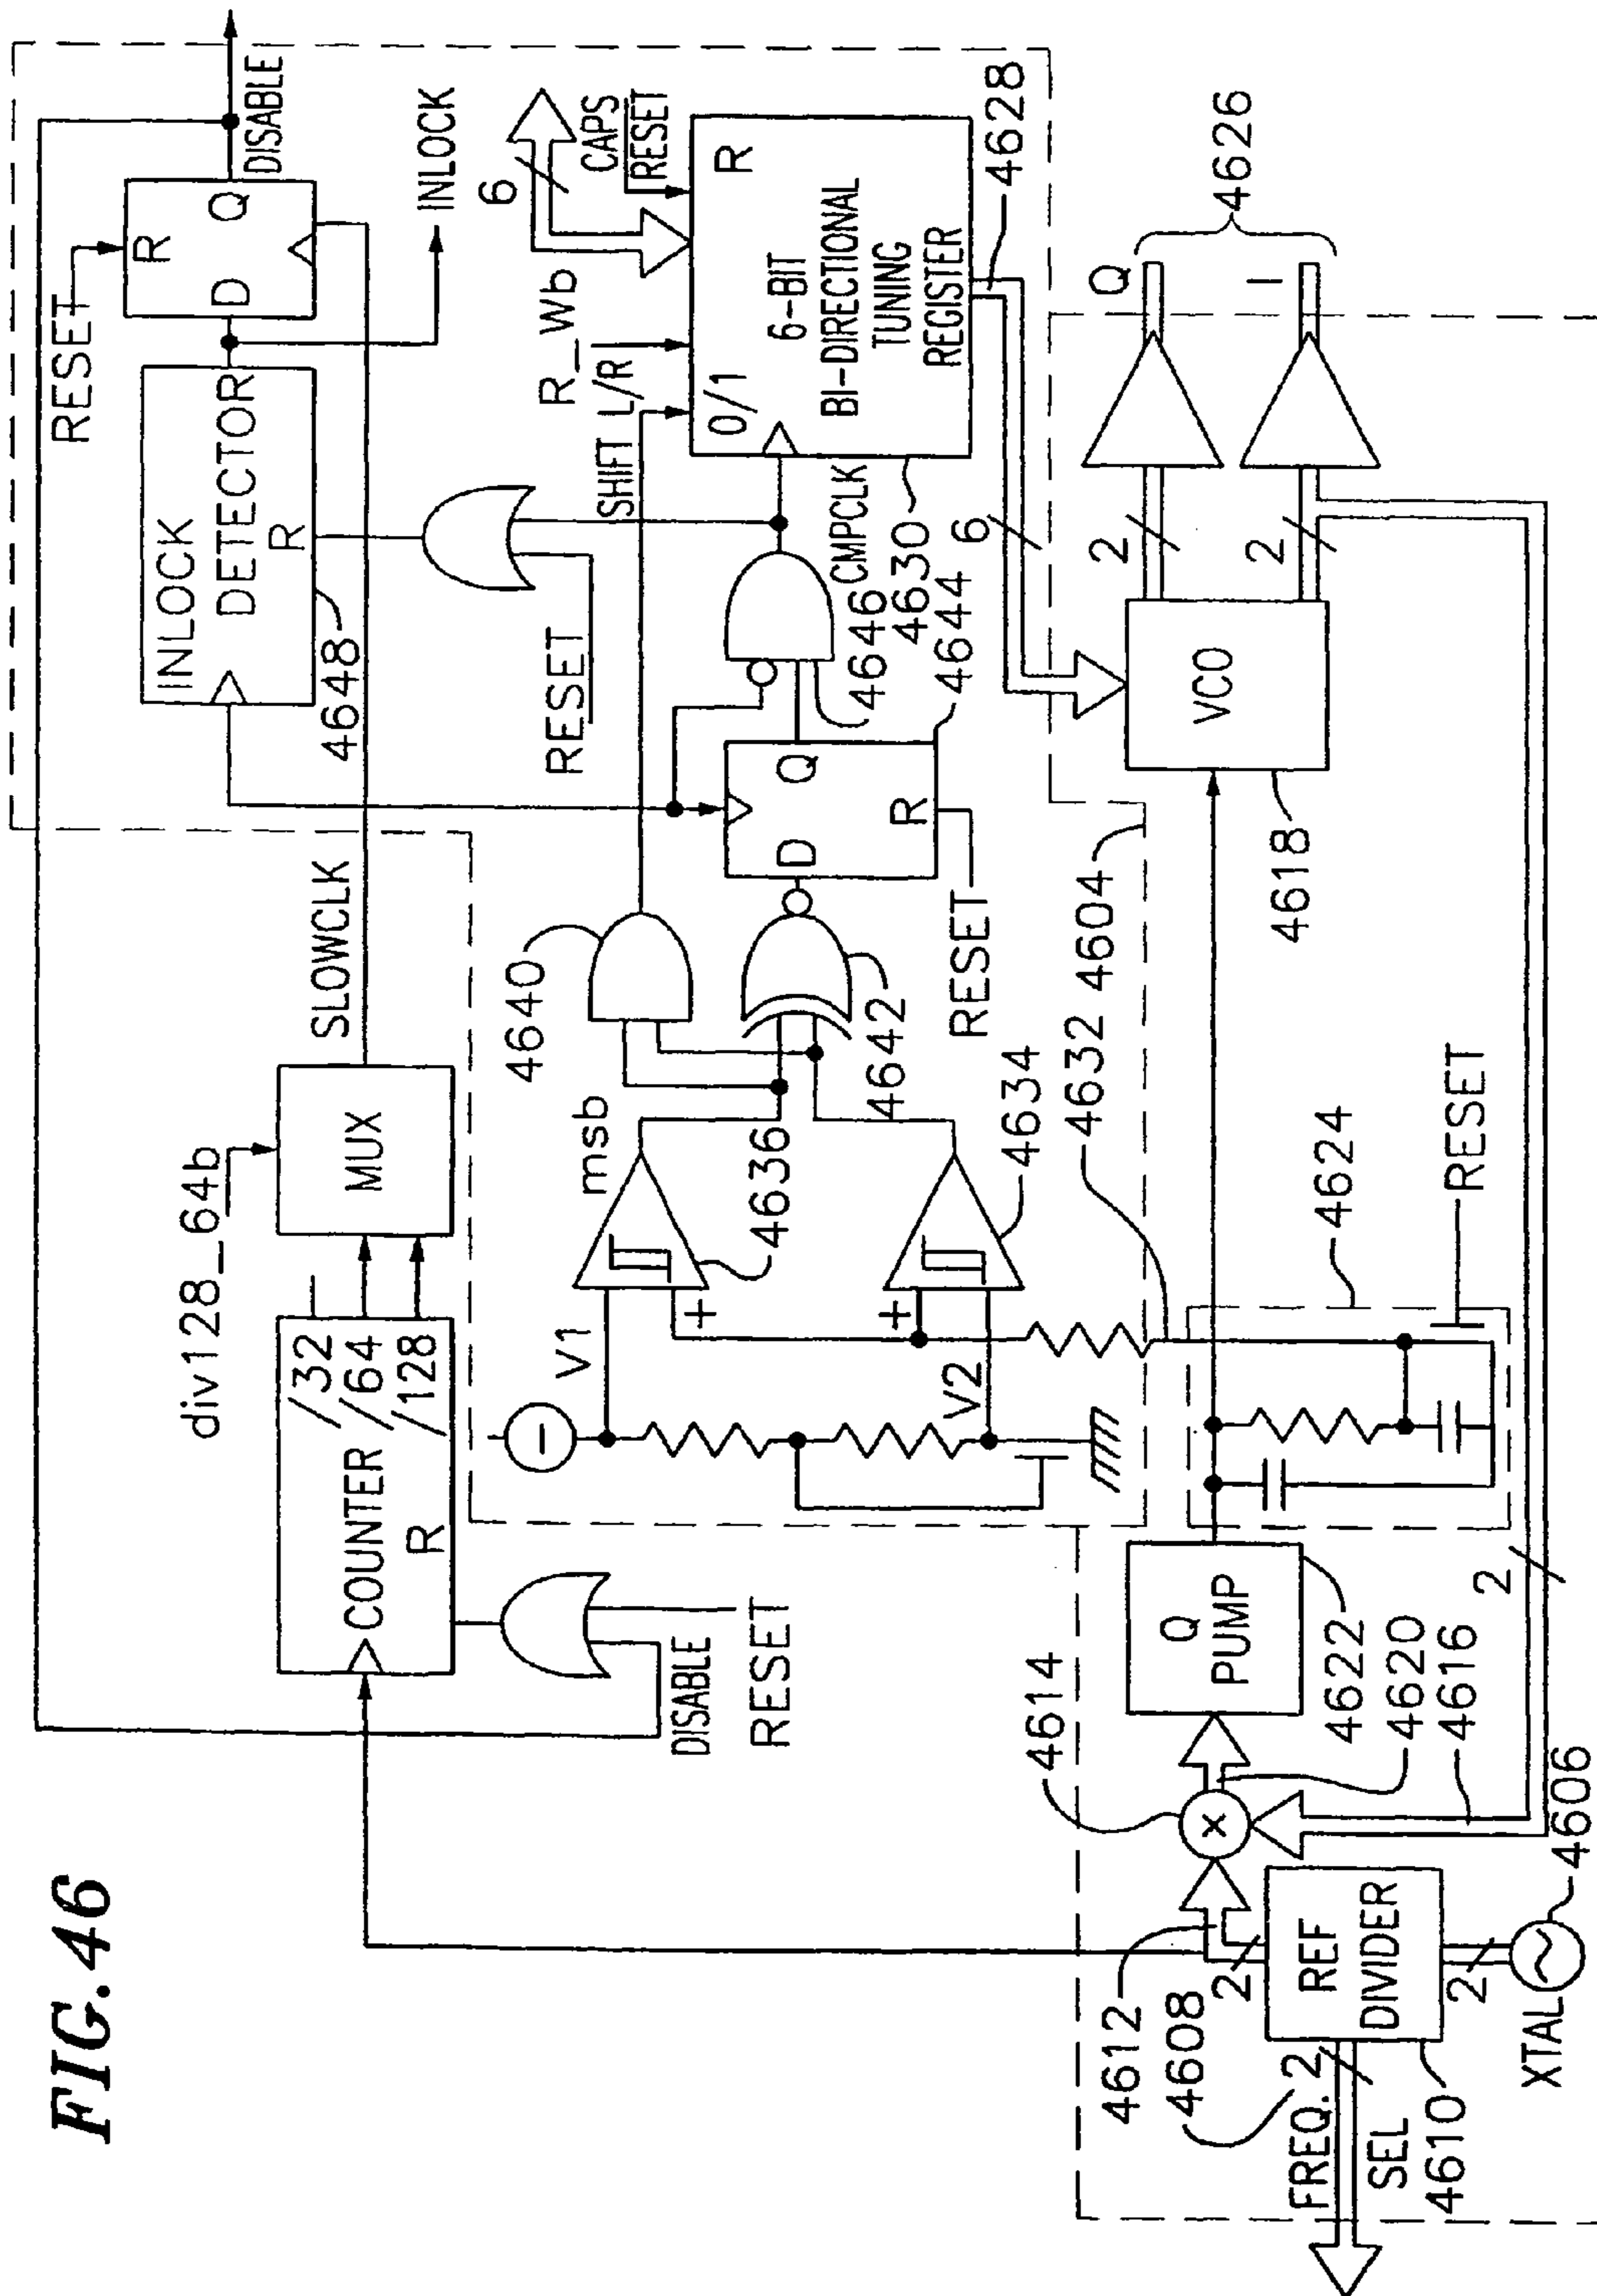 FIG.46
RESET
R
D
Q
DISABLE
INLOCK
DETECTOR
R
4648
INLOCK
div128_64b
COUNTER
/32
/64
/128
R
MUX
SLOWCLK
DISABLE
RESET
RESET
SHIFT L/R
R_Wb
6
CAPS
RESET
0/1
R
6-BIT
BI-DIRECTIONAL
TUNING
REGISTER
4628
4640
msb
V1
+
4636
V2
+
4634
4642
D
Q
R
RESET
CMPCLK
4646
4630
4644
6
4632
4604
4614
Q
PUMP
4622
4620
4616
4624
RESET
VCO
4618
2
2
Q
I
4626
2
4612
4608
2
FREQ.
SEL
2
REF
DIVIDER
4610
2
XTAL
4606
x